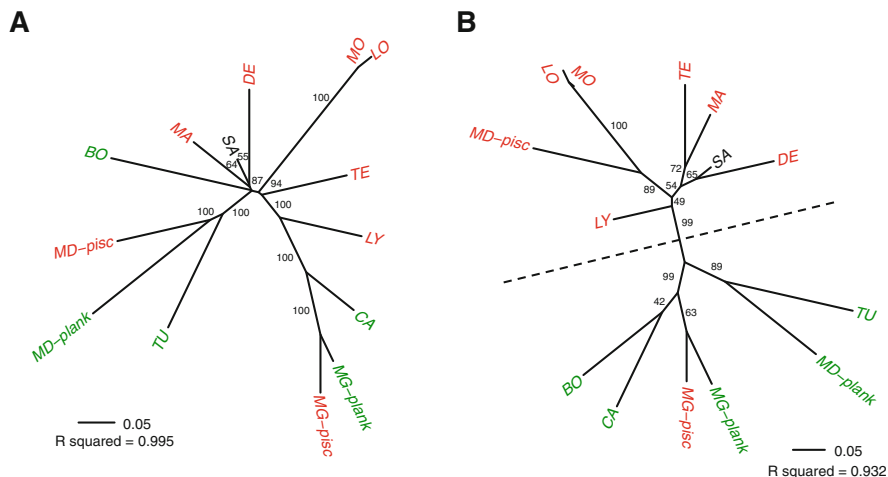 A
DE
MO
LO
100
MA
SA
55
64
BO
87
94
TE
100
100
100
LY
MD-pisc
100
MD-plank
TU
CA
100
MG-plank
MG-pisc
0.05
R squared = 0.995
B
LO
MO
TE
MA
100
MD-pisc
72
SA
DE
65
54
89
49
LY
99
89
99
TU
42
63
MD-plank
BO
CA
MG-pisc
MG-plank
0.05
R squared = 0.932